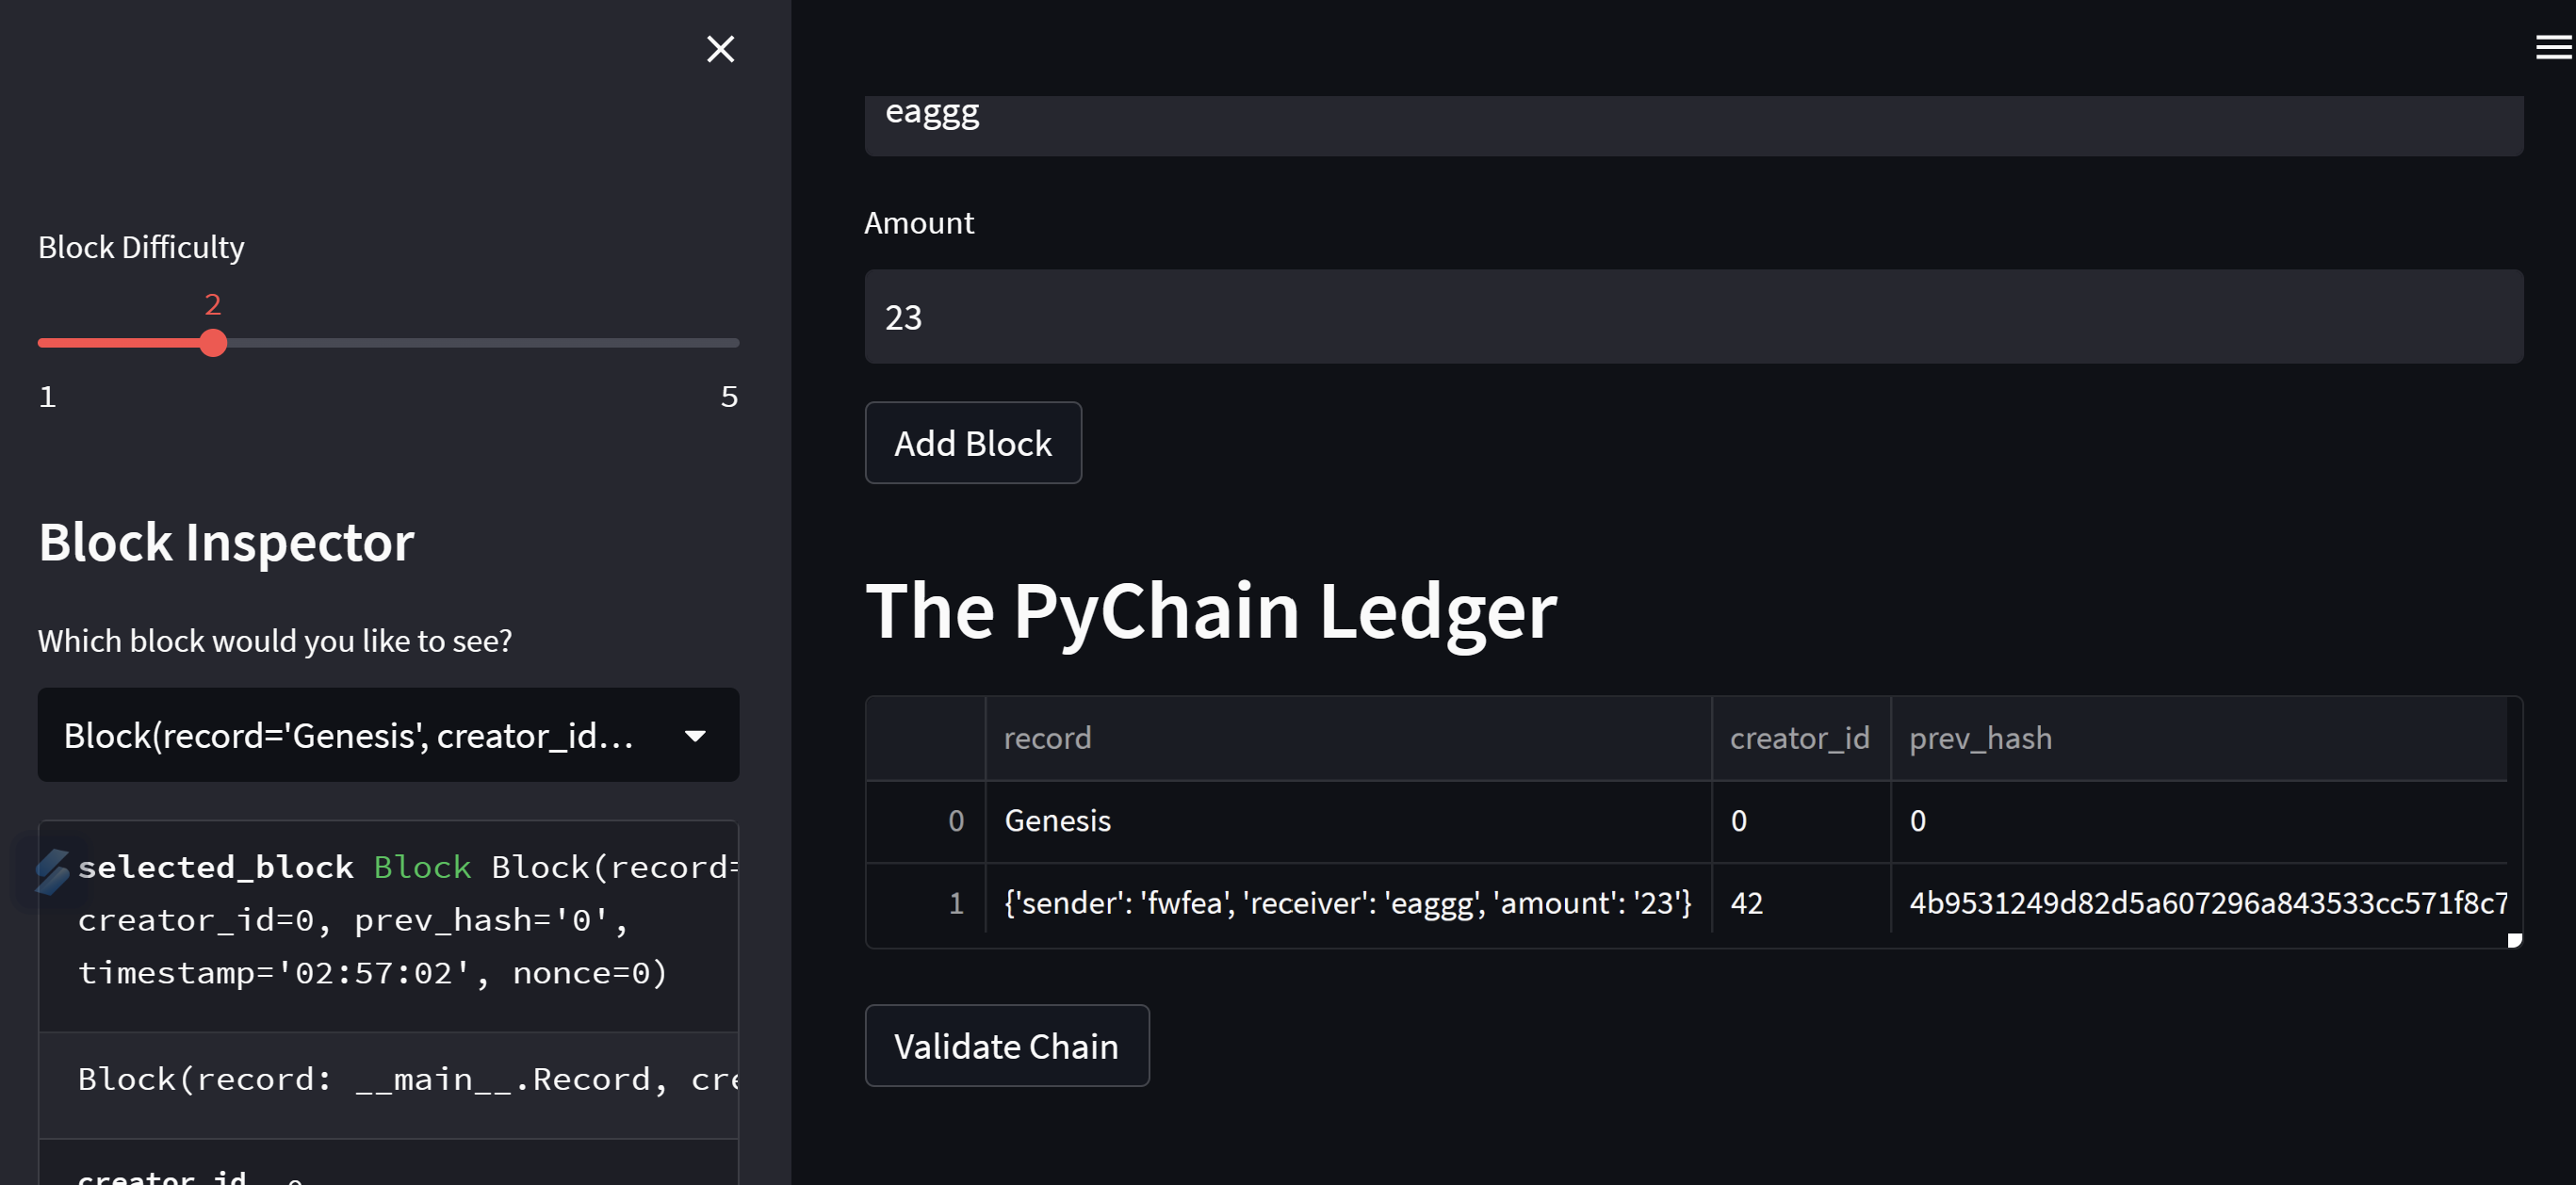 Block Difficulty
2
1
5
Block Inspector
Which block would you like to see?
Block(record='Genesis', creator_id...
selected_block Block Block(record=
creator_id=0, prev_hash='0',
timestamp='02:57:02', nonce=0)
Block(record: __main__.Record, cre
creator_id
eaggg
Amount
23
Add Block
The PyChain Ledger
record creator_id prev_hash
0 Genesis 0 0
1 {'sender': 'fwfea', 'receiver': 'eaggg', 'amount': '23'} 42 4b9531249d82d5a607296a843533cc571f8c7
Validate Chain